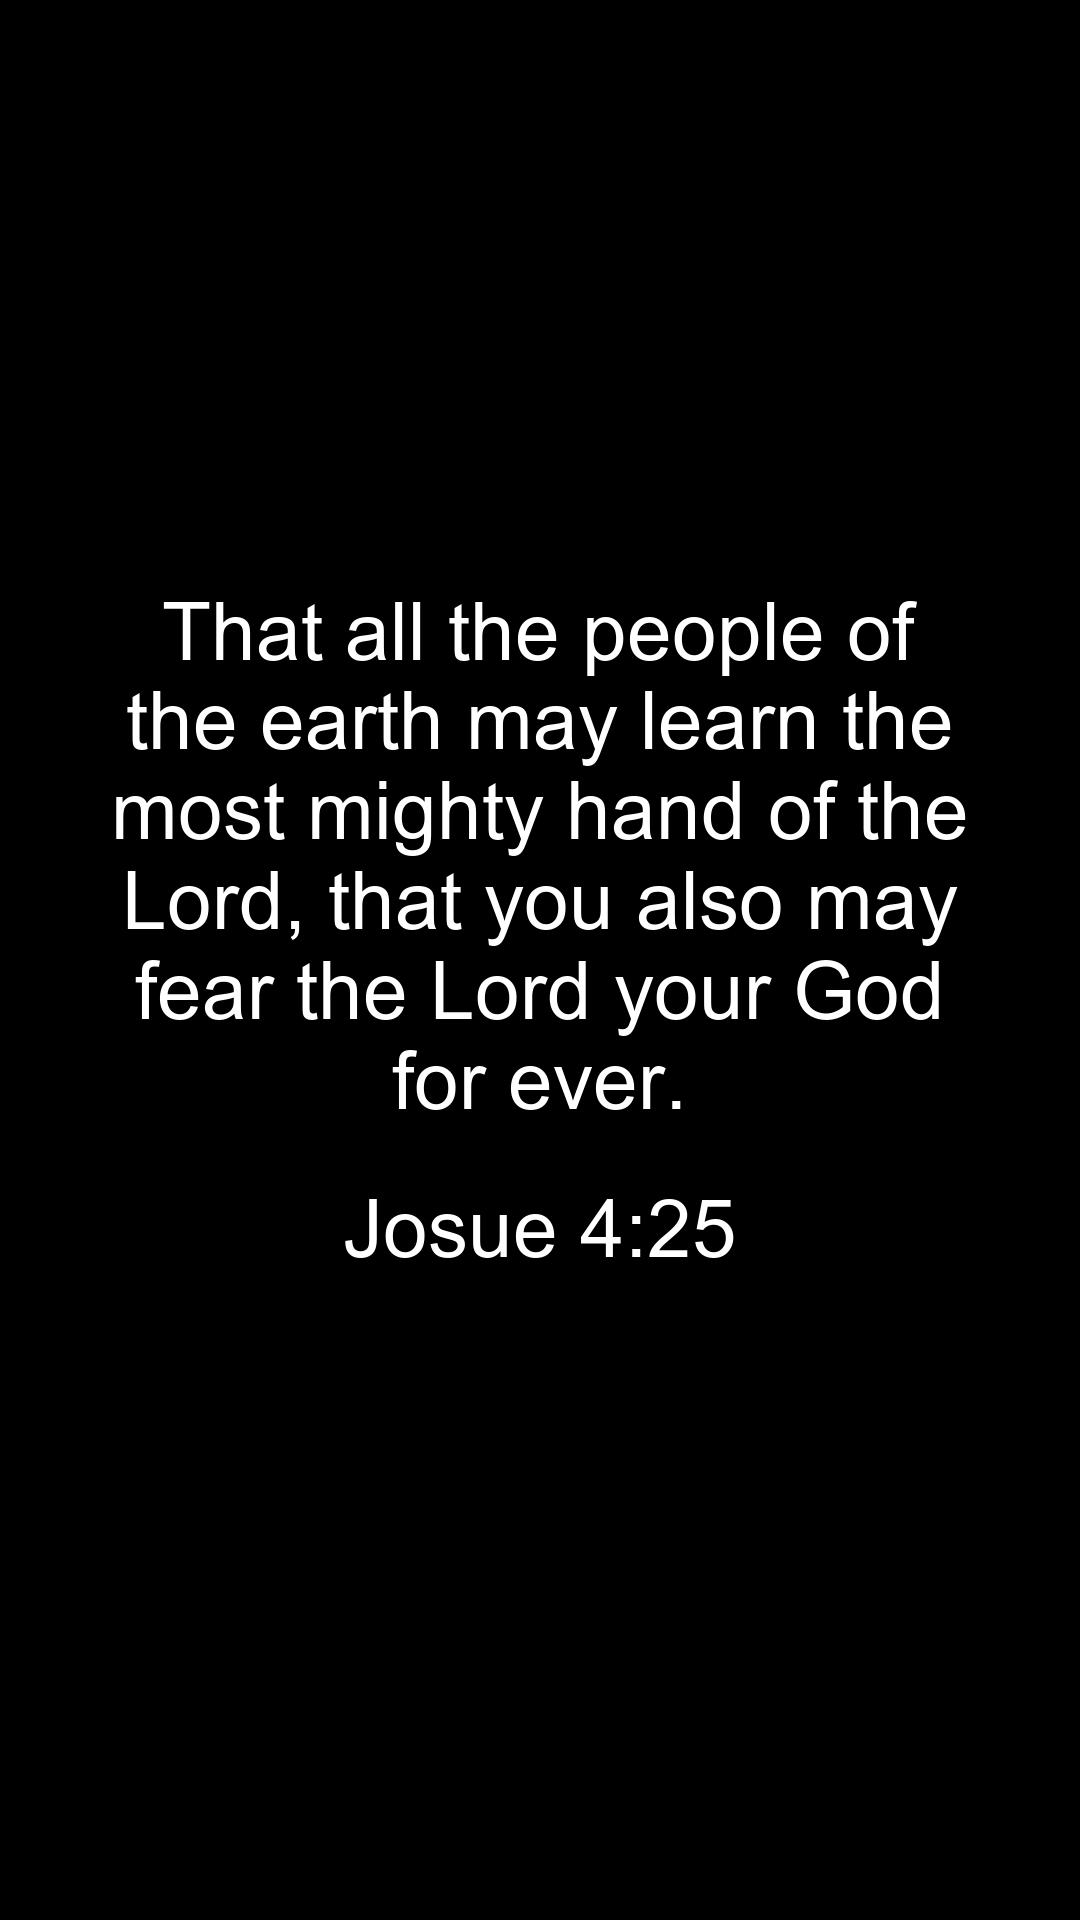 That all the people of
the earth may learn the
most mighty hand of the
Lord, that you also may
fear the Lord your God
for ever.
Josue 4:25